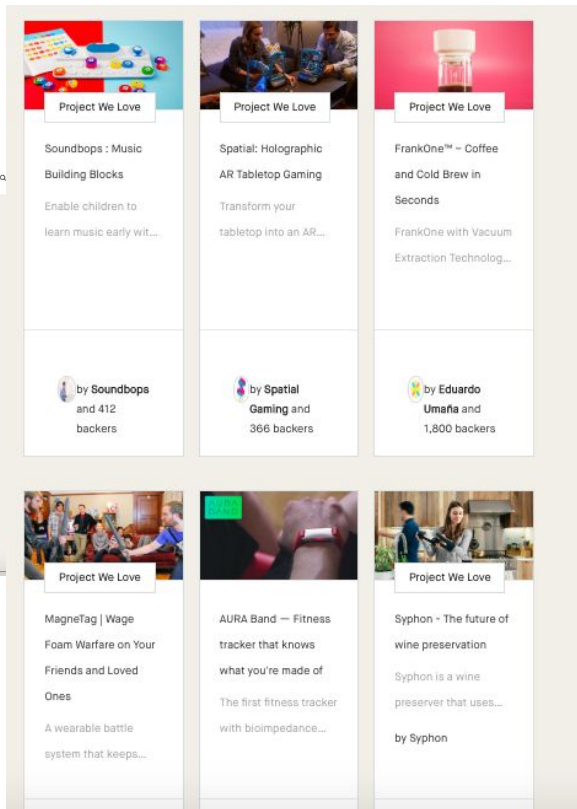 Project We Love
Soundbops : Music
Building Blocks
Enable children to
learn music early wit...
by Soundbops
and 412
backers
Project We Love
Spatial: Holographic
AR Tabletop Gaming
Transform your
tabletop into an AR...
by Spatial
Gaming and
366 backers
Project We Love
FrankOne™ – Coffee
and Cold Brew in
Seconds
FrankOne with Vacuum
Extraction Technolog...
by Eduardo
Umaña and
1,800 backers
Project We Love
MagneTag | Wage
Foam Warfare on Your
Friends and Loved
Ones
A wearable battle
system that keeps...
AURA
BAND
AURA Band — Fitness
tracker that knows
what you're made of
The first fitness tracker
with bioimpedance...
Project We Love
Syphon - The future of
wine preservation
Syphon is a wine
preserver that uses...
by Syphon